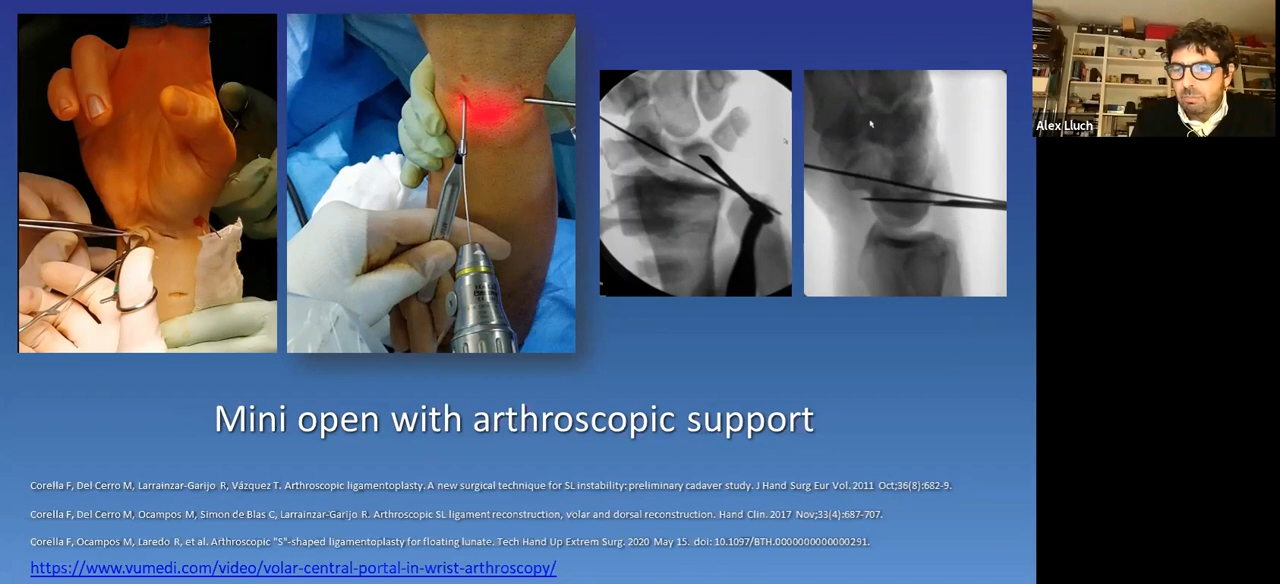 Alex Lluch
Mini open with arthroscopic support
Corella F, Del Cerro M, Larrainzar-Garijo R, Vázquez T. Arthroscopic ligamentoplasty. A new surgical technique for SL instability: preliminary cadaver study. J Hand Surg Eur Vol. 2011 Oct;36(8):682-9.
Corella F, Del Cerro M, Ocampos M, Simon de Blas C, Larrainzar-Garijo R. Arthroscopic SL ligament reconstruction, volar and dorsal reconstruction. Hand Clin. 2017 Nov;33(4):687-707.
Corella F, Ocampos M, Laredo R, et al. Arthroscopic "S"-shaped ligamentoplasty for floating lunate. Tech Hand Up Extrem Surg. 2020 May 15. doi: 10.1097/BTH.0000000000000291.
https://www.vumedi.com/video/volar-central-portal-in-wrist-arthroscopy/